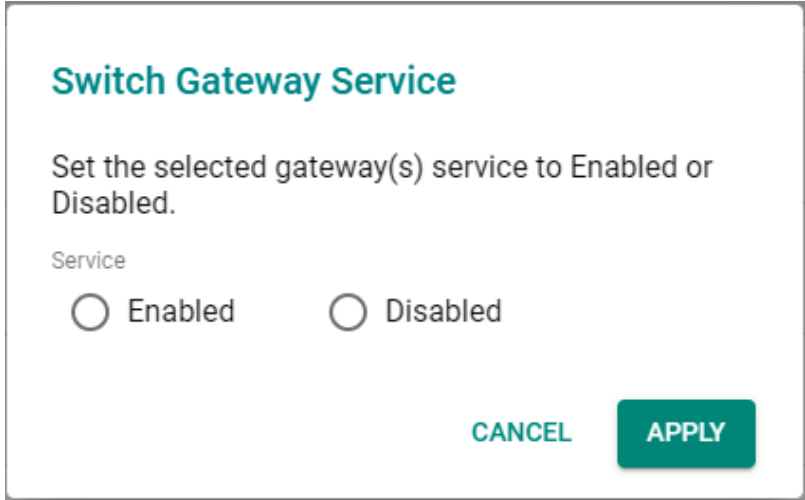 Switch Gateway Service
Set the selected gateway(s) service to Enabled or
Disabled.
Service
Enabled Disabled
CANCEL APPLY